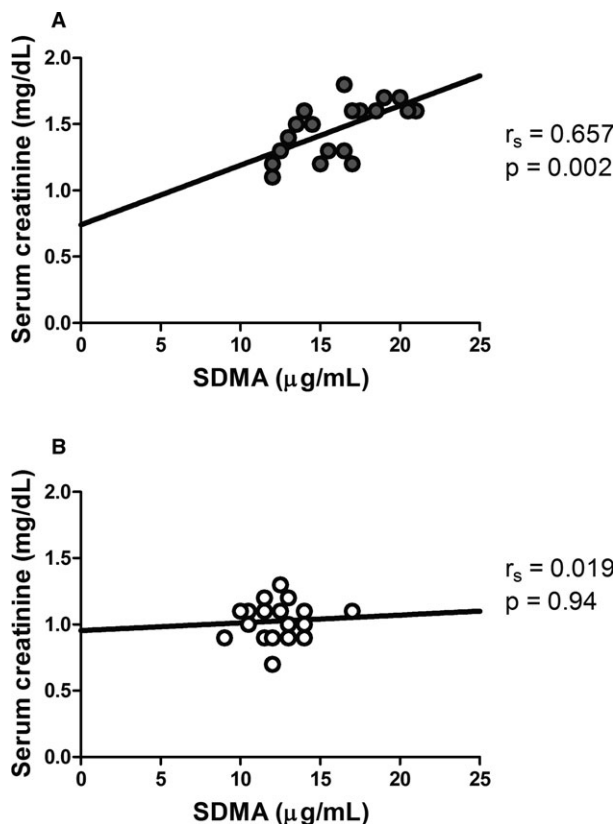 A
Serum creatinine (mg/dL)
2.0
1.5
1.0
0.5
0.0
0 5 10 15 20 25
SDMA (μg/mL)
rs = 0.657
p = 0.002
B
Serum creatinine (mg/dL)
2.0
1.5
1.0
0.5
0.0
0 5 10 15 20 25
SDMA (μg/mL)
rs = 0.019
p = 0.94